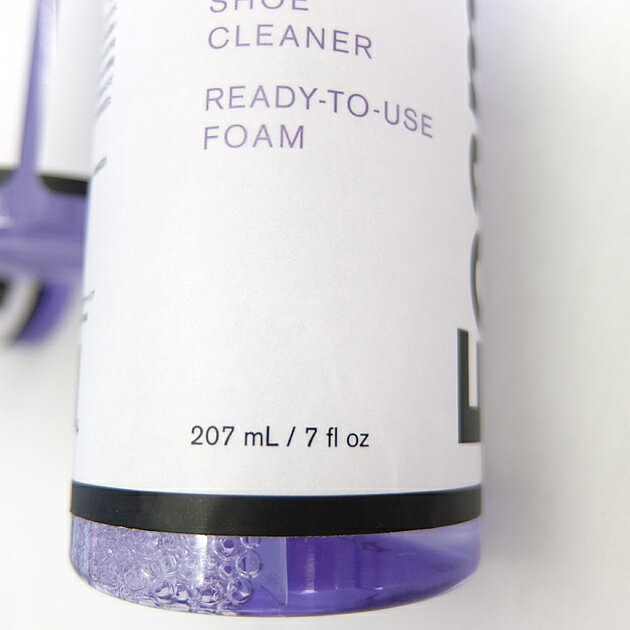 SHOE
CLEANER
READY-TO-USE
FOAM
207 mL / 7 fl oz